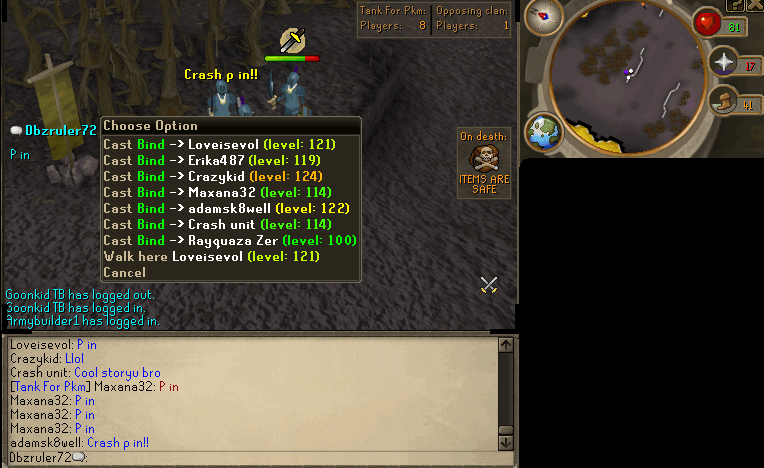 Tank For Pkm: Opposing clan:
Players: 8 Players: 1
61
Crash p in!!
17
Dbzruler72
Choose Option
41
On death:
P in
Cast Bind -> Loveisevol (level: 121)
Cast Bind -> Erika487 (level: 119)
Cast Bind -> Crazykid (level: 124)
ITEMS ARE
SAFE
Cast Bind -> Maxana32 (level: 114)
Cast Bind -> adamsk8well (level: 122)
Cast Bind -> Crash unit (level: 114)
Cast Bind -> Rayquaza Zer (level: 100)
Walk here Loveisevol (level: 121)
Cancel
Goonkid TB has logged out.
Goonkid TB has logged in.
Armybuilder1 has logged in.
Loveisevol: P in
Crazykid: Llol
Crash unit: Cool storyu bro
[Tank For Pkm] Maxana32: P in
Maxana32: P in
Maxana32: P in
Maxana32: P in
adamsk8well: Crash p in!!
Dbzruler72: